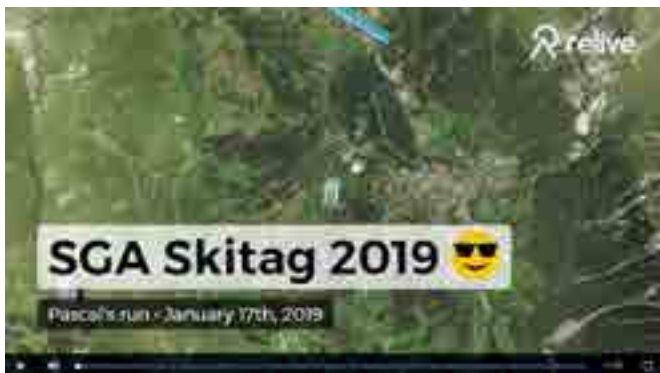 relive
SGA Skitag 2019 😎
Pascal's run - January 17th, 2019